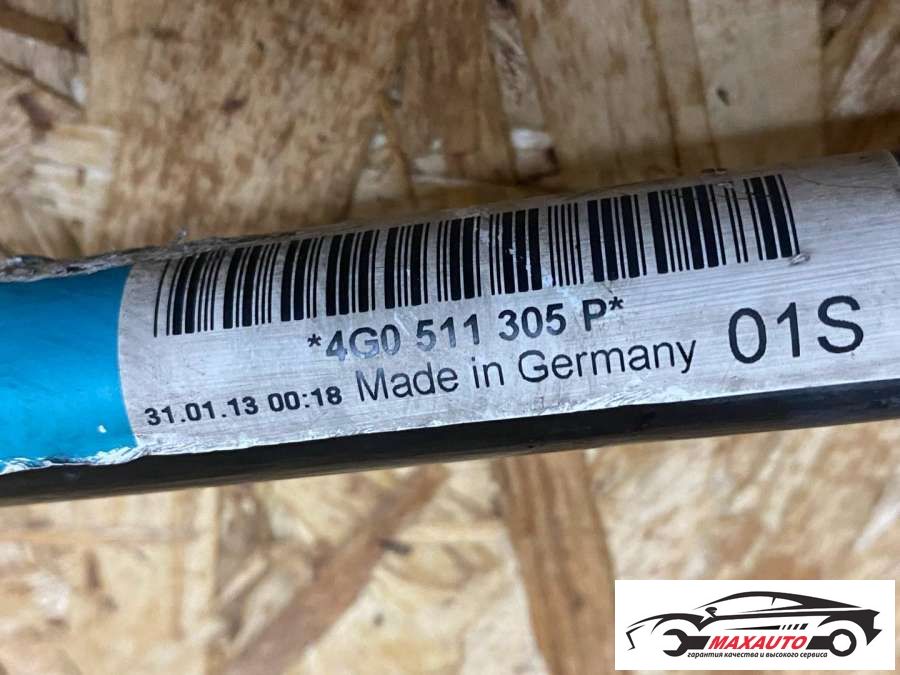 *4G0 511 305 P*
31.01.13 00:18 Made in Germany 01S
MAXAUTO
гарантия качества и высокого сервиса